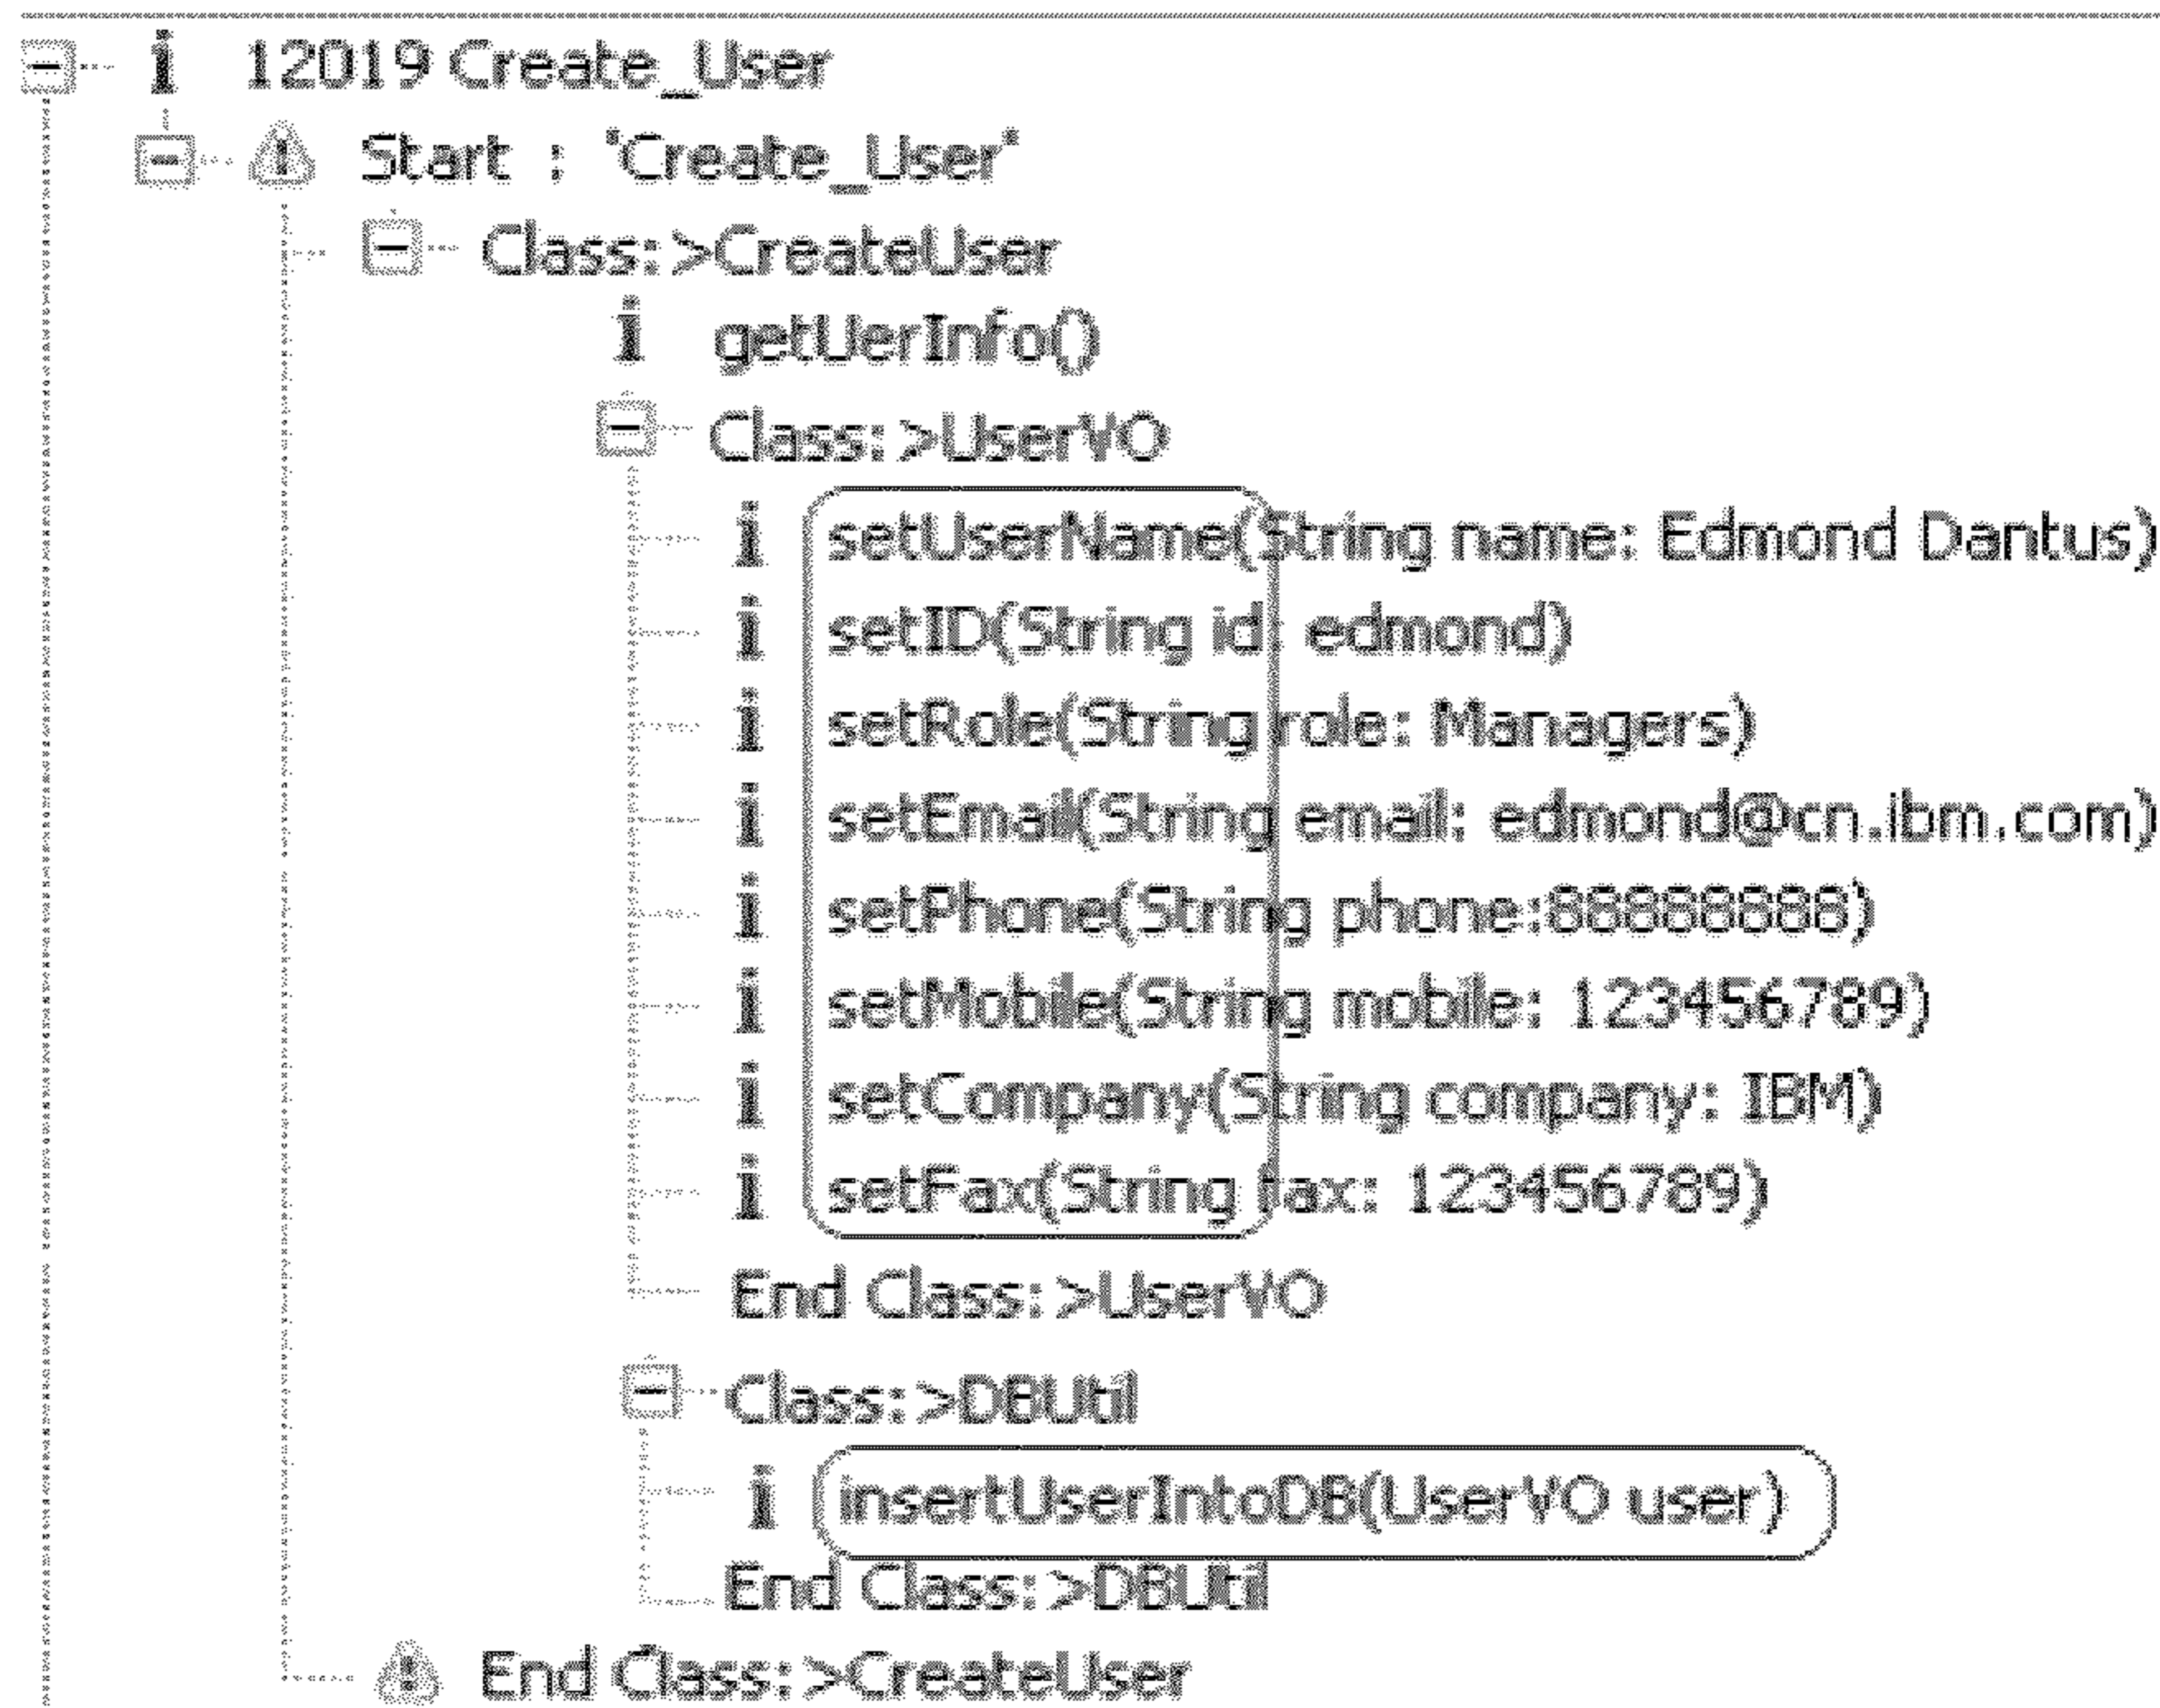 12019 Create_User
Start : 'Create_User'
Class:>CreateUser
i getUerInfo()
Class:>UserVO
i setUserName(String name: Edmond Dantus)
i setID(String id: edmond)
i setRole(String role: Managers)
i setEmail(String email: edmond@cn.ibm.com)
i setPhone(String phone:88888888)
i setMobile(String mobile: 123456789)
i setCompany(String company: IBM)
i setFax(String fax: 123456789)
End Class:>UserVO
Class:>DBUtil
i insertUserIntoDB(UserVO user)
End Class:>DBUtil
End Class:>CreateUser